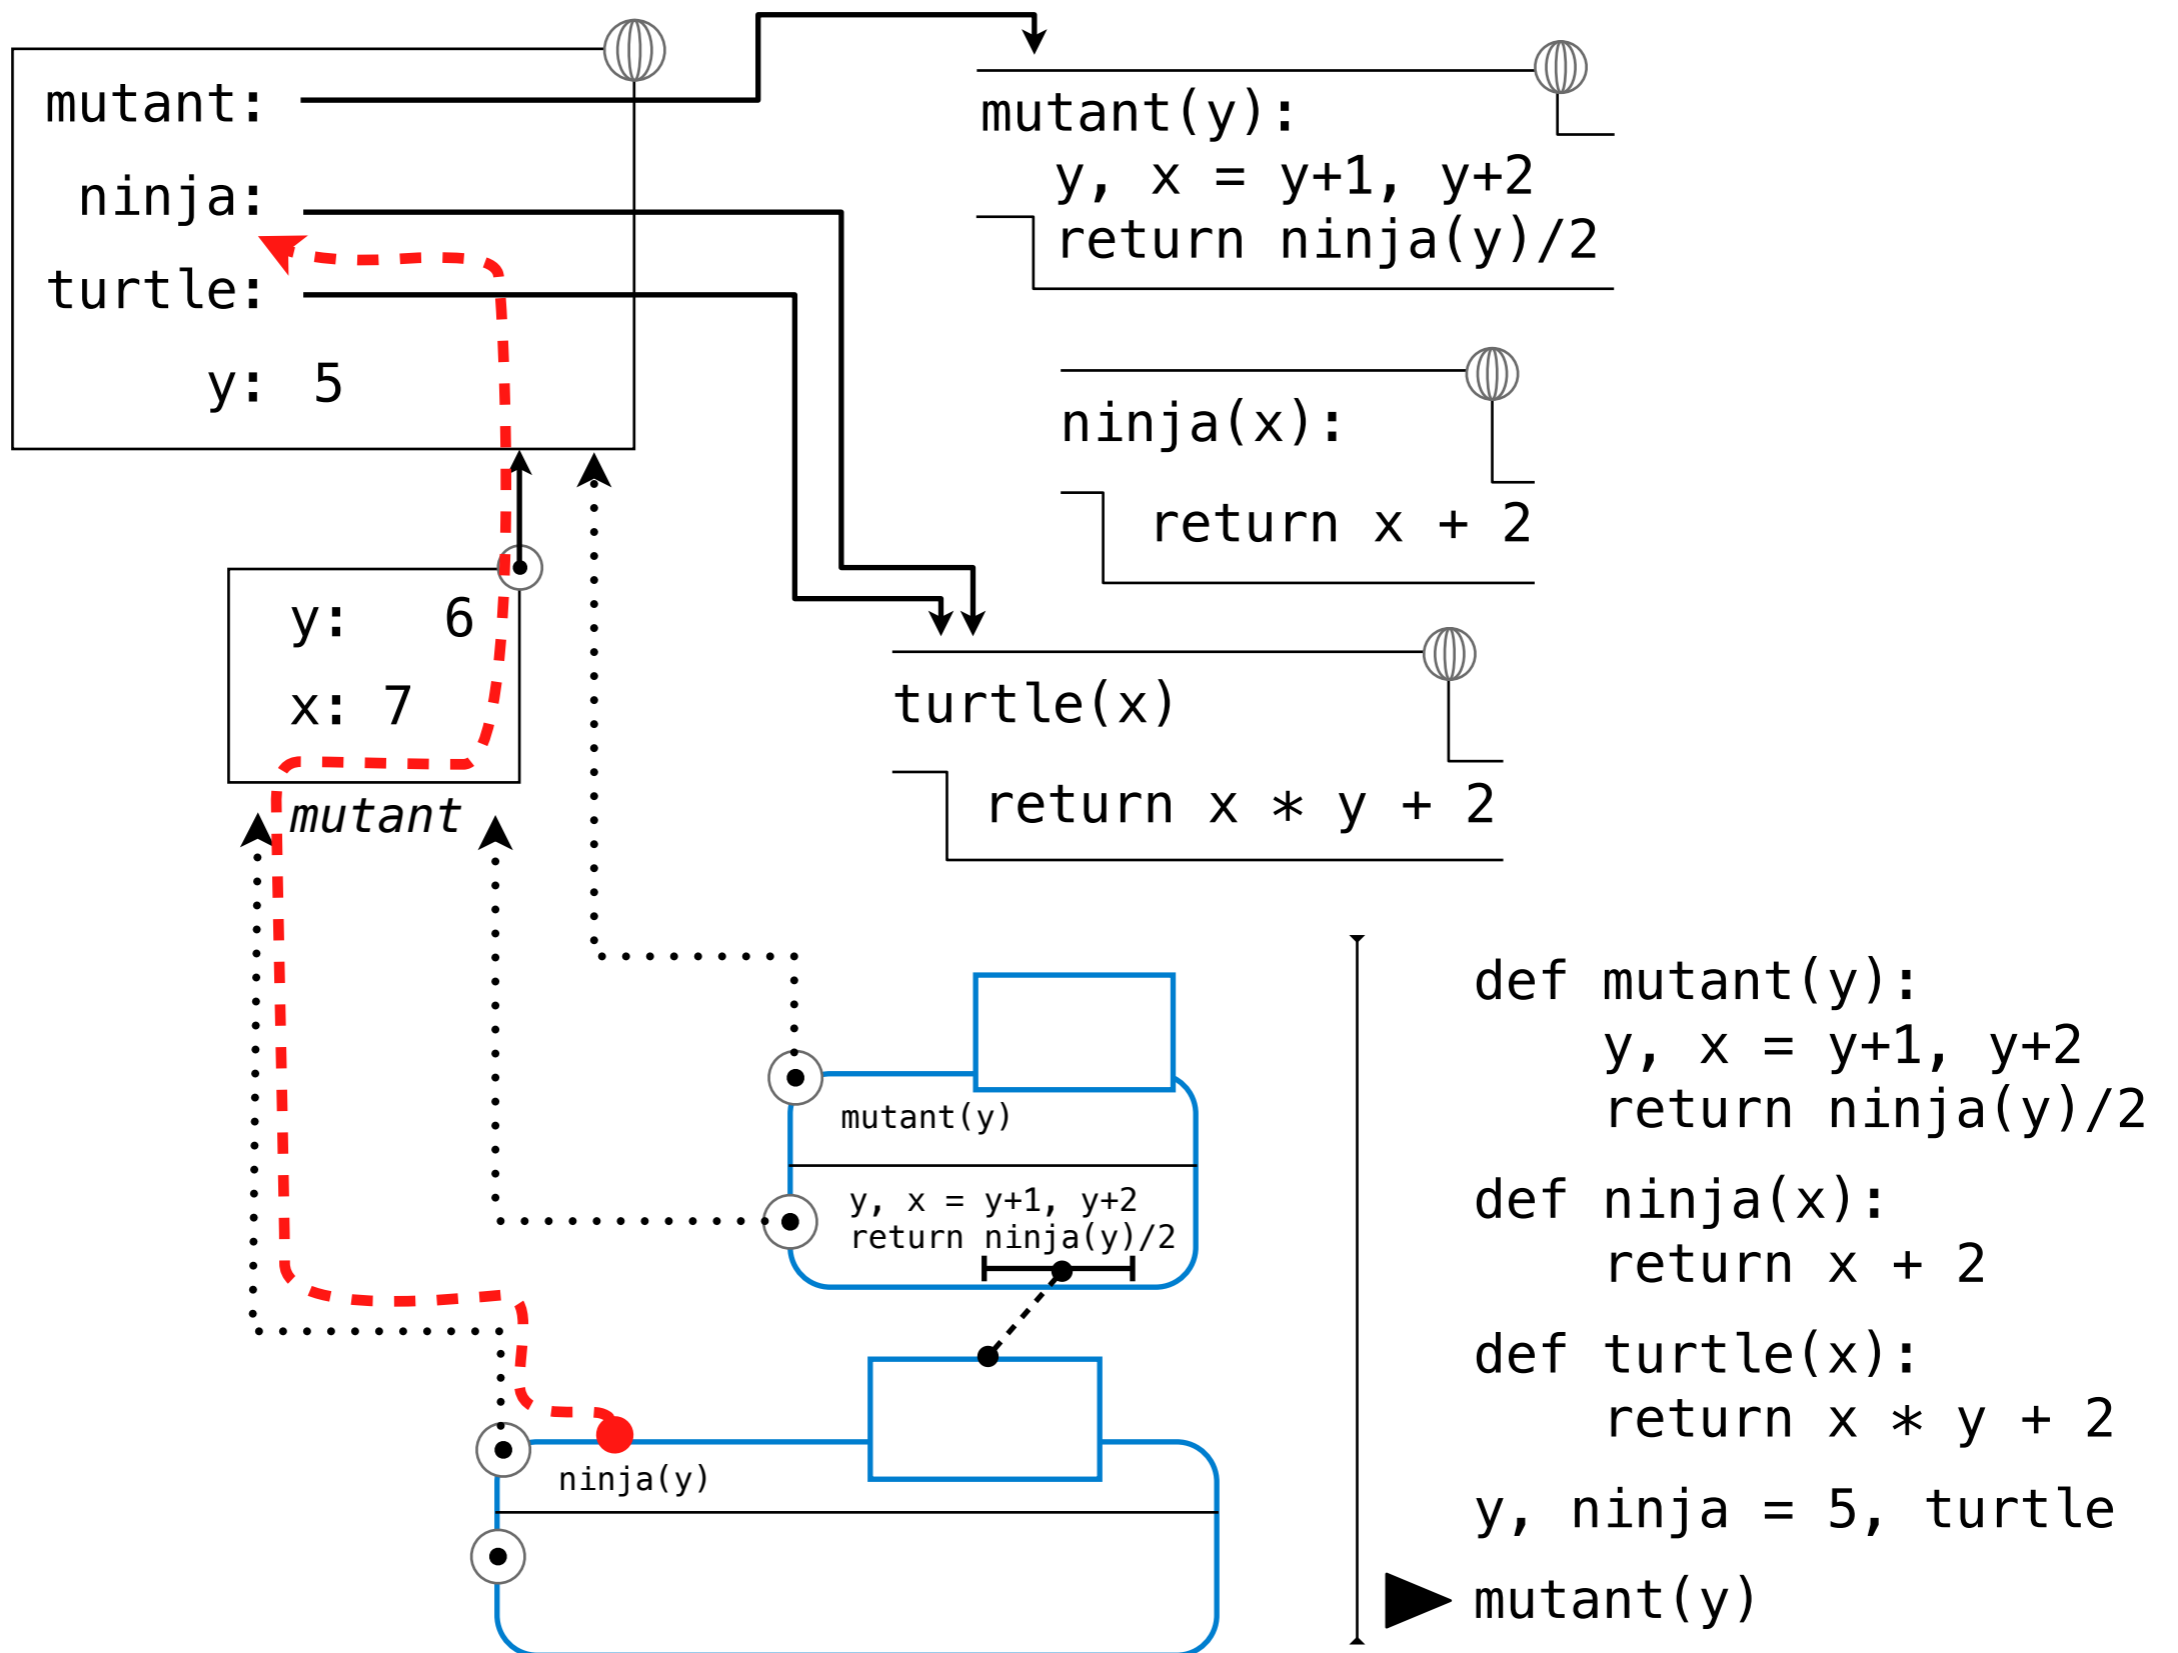 mutant:
ninja:
turtle:
y: 5
mutant(y):
y, x = y+1, y+2
return ninja(y)/2
ninja(x):
return x + 2
y: 6
x: 7
mutant
turtle(x)
return x * y + 2
mutant(y)
y, x = y+1, y+2
return ninja(y)/2
ninja(y)
def mutant(y):
y, x = y+1, y+2
return ninja(y)/2
def ninja(x):
return x + 2
def turtle(x):
return x * y + 2
y, ninja = 5, turtle
mutant(y)